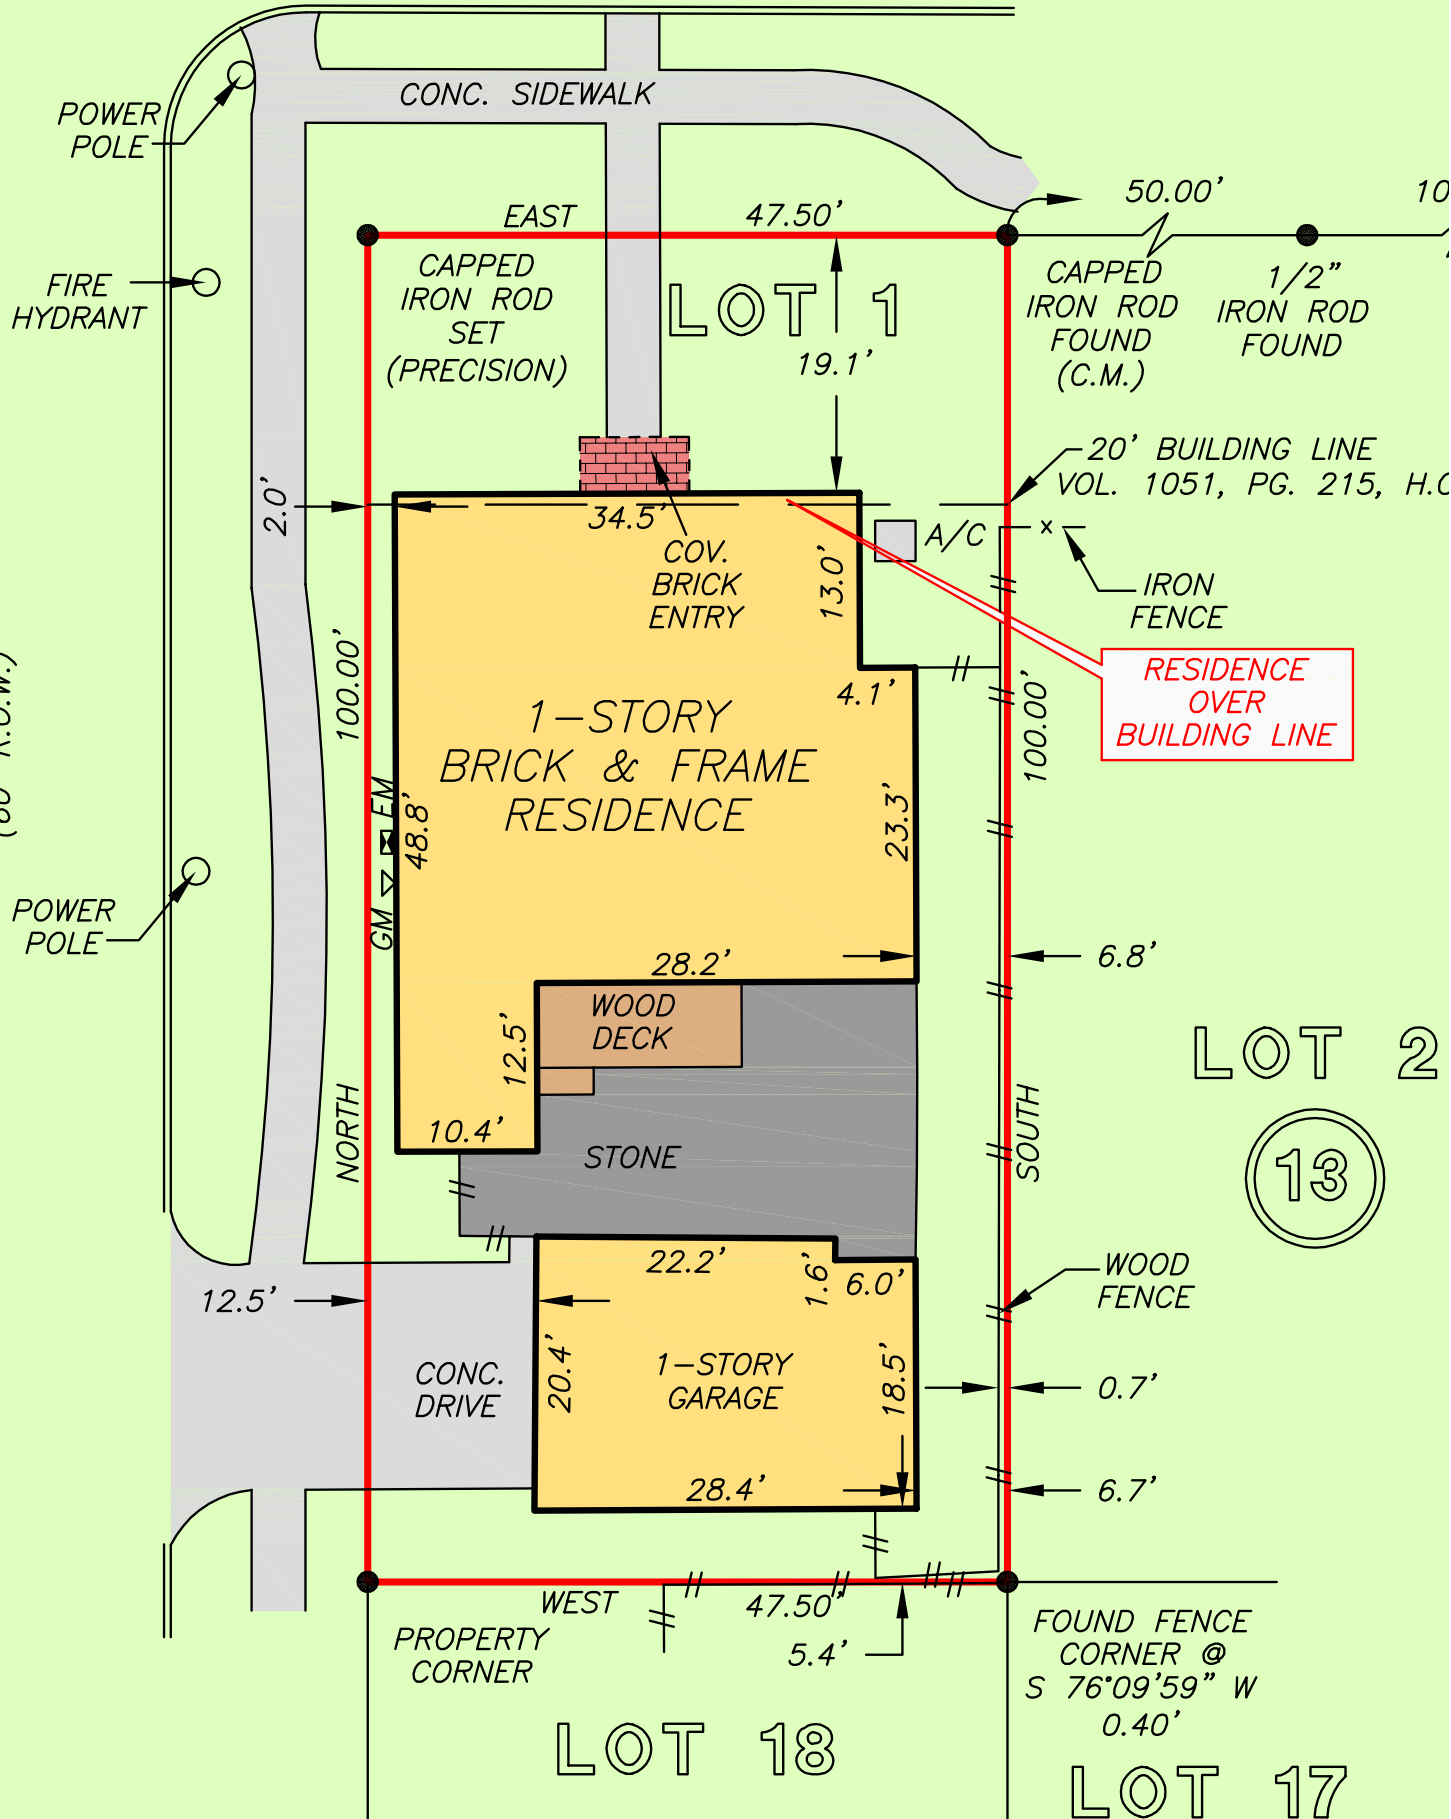 CONC. SIDEWALK
POWER
POLE
EAST
47.50'
50.00'
10
FIRE
HYDRANT
CAPPED
IRON ROD
SET
(PRECISION)
LOT 1
19.1'
CAPPED
IRON ROD
FOUND
(C.M.)
1/2"
IRON ROD
FOUND
20' BUILDING LINE
VOL. 1051, PG. 215, H.C
2.0'
34.5'
COV.
BRICK
ENTRY
13.0'
A/C
x
IRON
FENCE
RESIDENCE
OVER
BUILDING LINE
100.00'
4.1'
100.00'
1-STORY
BRICK & FRAME
RESIDENCE
EM
GM
48.8'
23.3'
POWER
POLE
28.2'
6.8'
WOOD
DECK
12.5'
LOT 2
13
NORTH
10.4'
STONE
SOUTH
22.2'
1.6'
6.0'
WOOD
FENCE
12.5'
CONC.
DRIVE
20.4'
1-STORY
GARAGE
18.5'
0.7'
28.4'
6.7'
WEST
47.50'
PROPERTY
CORNER
5.4'
FOUND FENCE
CORNER @
S 76°09'59" W
0.40'
LOT 18
LOT 17